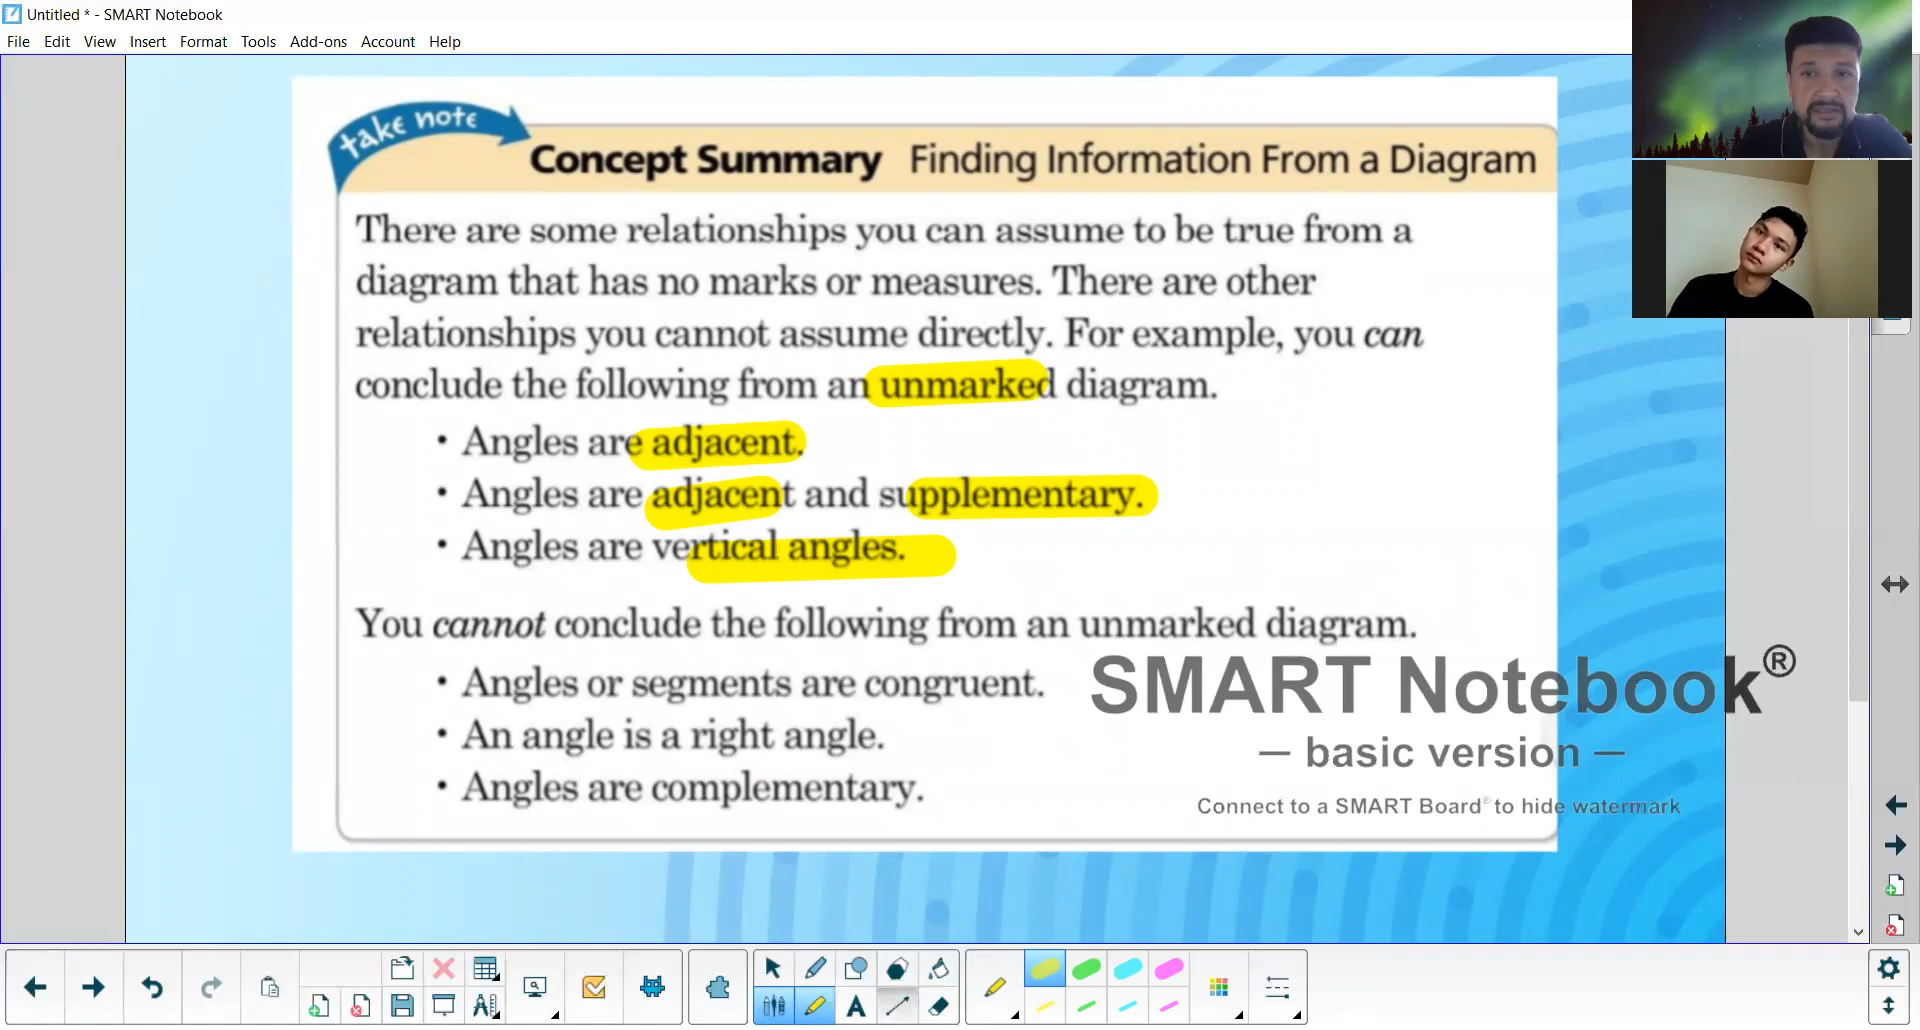 Untitled * - SMART Notebook
File Edit View Insert Format Tools Add-ons Account Help
take note
Concept Summary Finding Information From a Diagram
There are some relationships you can assume to be true from a
diagram that has no marks or measures. There are other
relationships you cannot assume directly. For example, you can
conclude the following from an unmarked diagram.
• Angles are adjacent.
• Angles are adjacent and supplementary.
• Angles are vertical angles.
You cannot conclude the following from an unmarked diagram.
• Angles or segments are congruent.
• An angle is a right angle.
• Angles are complementary.
SMART Notebook®
— basic version —
Connect to a SMART Board® to hide watermark
A